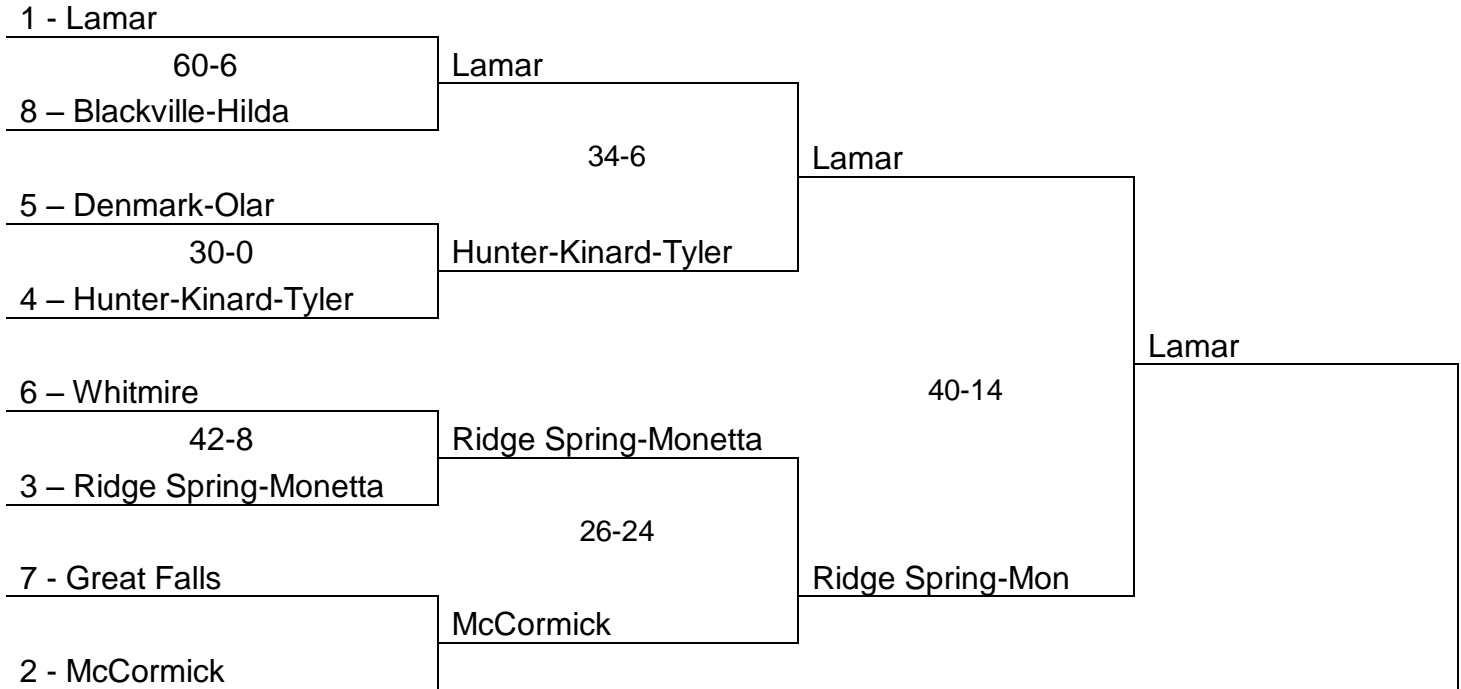 1 - Lamar
60-6
Lamar
8 – Blackville-Hilda
34-6
Lamar
5 – Denmark-Olar
30-0
Hunter-Kinard-Tyler
4 – Hunter-Kinard-Tyler
Lamar
6 – Whitmire
40-14
42-8
Ridge Spring-Monetta
3 – Ridge Spring-Monetta
26-24
7 - Great Falls
Ridge Spring-Mon
McCormick
2 - McCormick